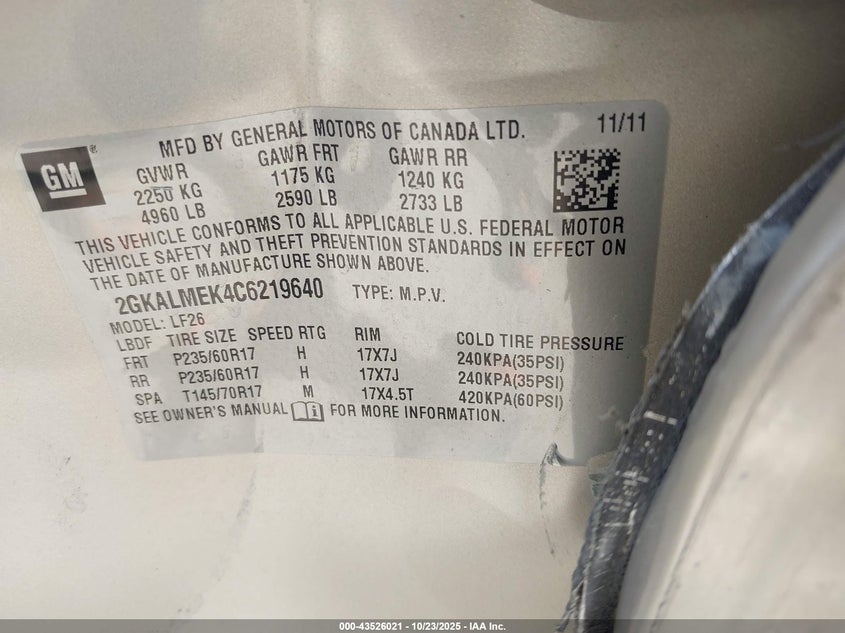 MFD BY GENERAL MOTORS OF CANADA LTD. 11/11
GM®
GVWR GAWR FRT GAWR RR
2250 KG 1175 KG 1240 KG
4960 LB 2590 LB 2733 LB
THIS VEHICLE CONFORMS TO ALL APPLICABLE U.S. FEDERAL MOTOR
VEHICLE SAFETY AND THEFT PREVENTION STANDARDS IN EFFECT ON
THE DATE OF MANUFACTURE SHOWN ABOVE.
2GKALMEK4C6219640 TYPE: M.P.V.
MODEL: LF26
LBDF TIRE SIZE SPEED RTG RIM COLD TIRE PRESSURE
FRT P235/60R17 H 17X7J 240KPA(35PSI)
RR P235/60R17 H 17X7J 240KPA(35PSI)
SPA T145/70R17 M 17X4.5T 420KPA(60PSI)
SEE OWNER'S MANUAL FOR MORE INFORMATION.
000-43526021 - 10/23/2025 - IAA Inc.